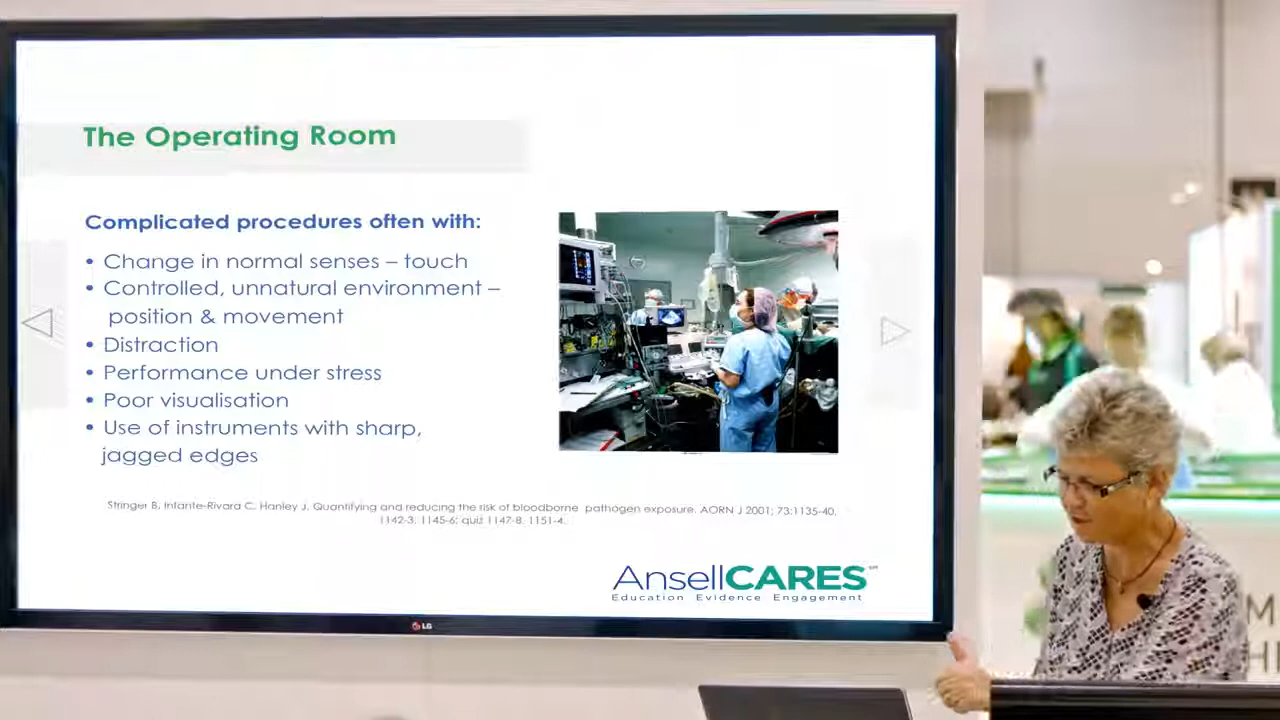 The Operating Room
Complicated procedures often with:
• Change in normal senses – touch
• Controlled, unnatural environment –
position & movement
• Distraction
• Performance under stress
• Poor visualisation
• Use of instruments with sharp,
jagged edges
Stringer B, Infante-Rivara C, Hanley J. Quantifying and reducing the risk of bloodborne pathogen exposure. AORN J 2001; 73:1135-40,
1142-3; 1145-6; quiz 1147-8, 1151-4.
AnsellCARES℠
Education Evidence Engagement
LG